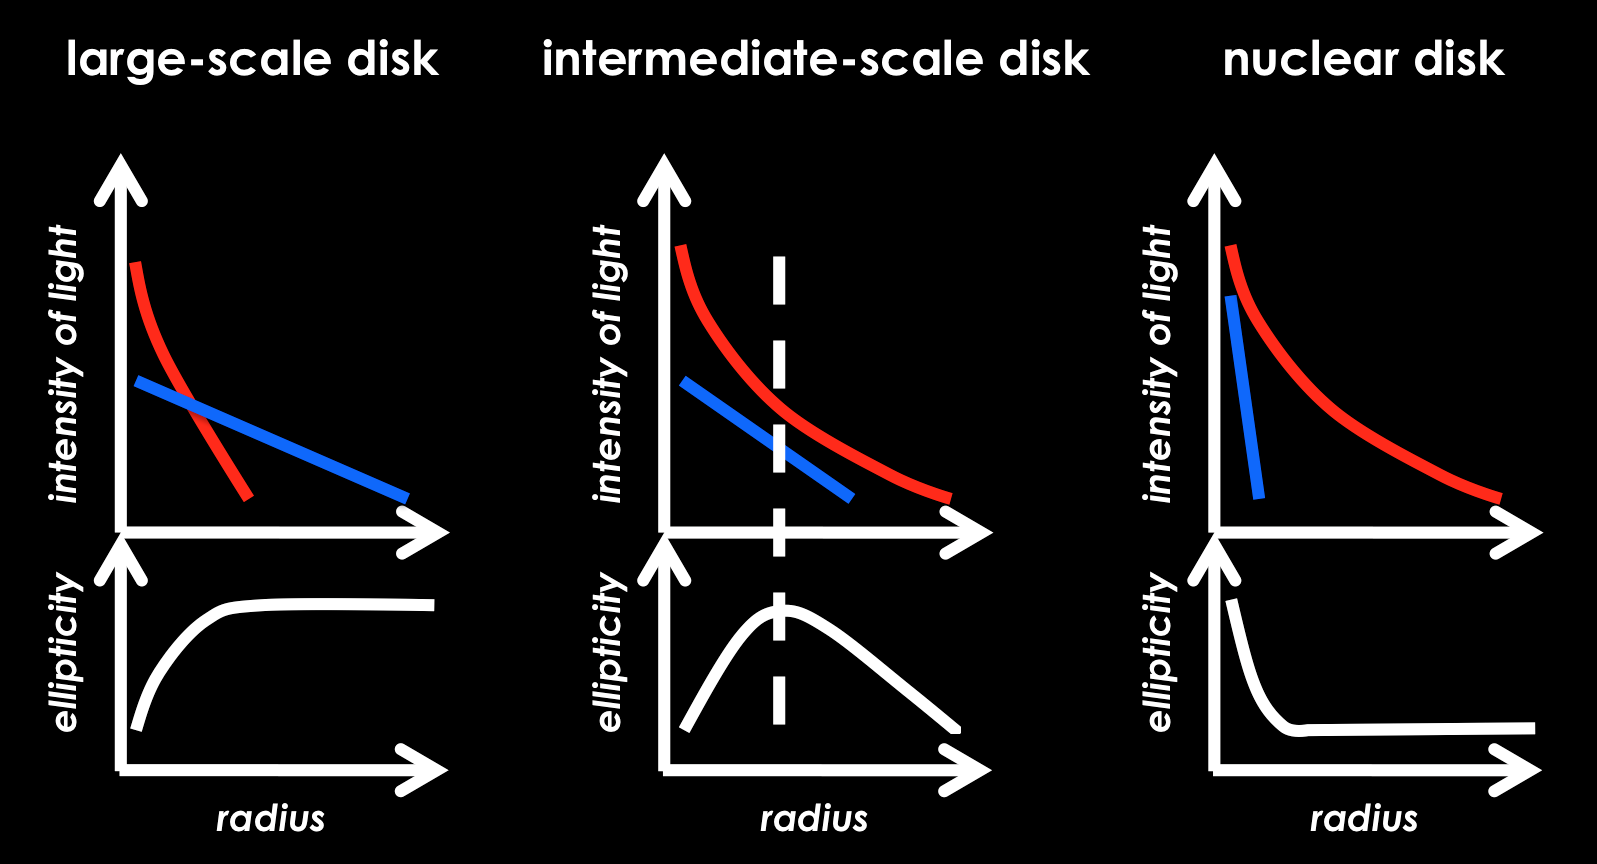 large-scale disk
intermediate-scale disk
nuclear disk
intensity of light
intensity of light
intensity of light
ellipticity
ellipticity
ellipticity
radius
radius
radius